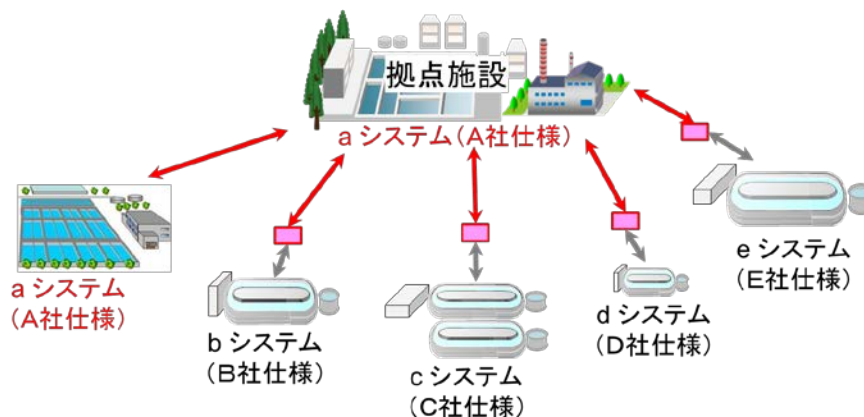 拠点施設
a システム(A社仕様)
a システム
(A社仕様)
b システム
(B社仕様)
c システム
(C社仕様)
d システム
(D社仕様)
e システム
(E社仕様)